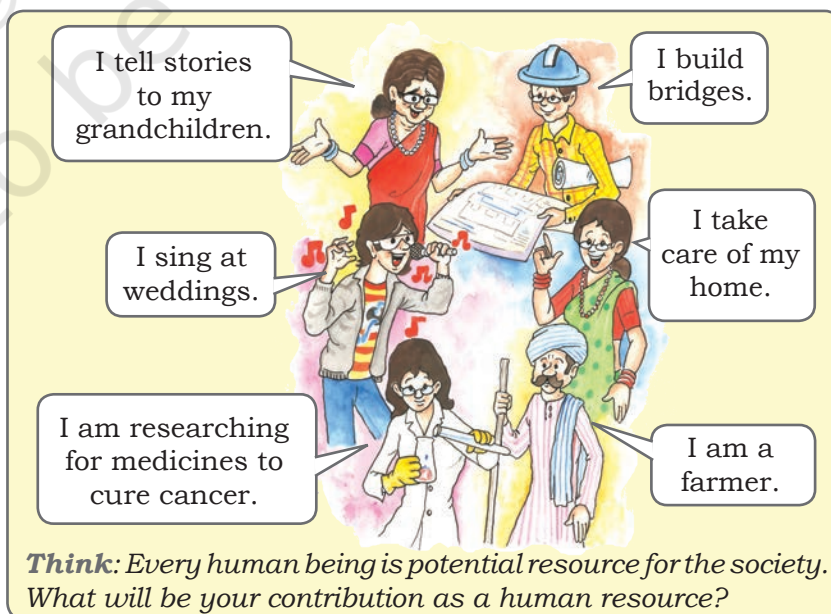 I tell stories
to my
grandchildren.
I build
bridges.
I sing at
weddings.
I take
care of my
home.
I am researching
for medicines to
cure cancer.
I am a
farmer.
Think: Every human being is potential resource for the society.
What will be your contribution as a human resource?
to be